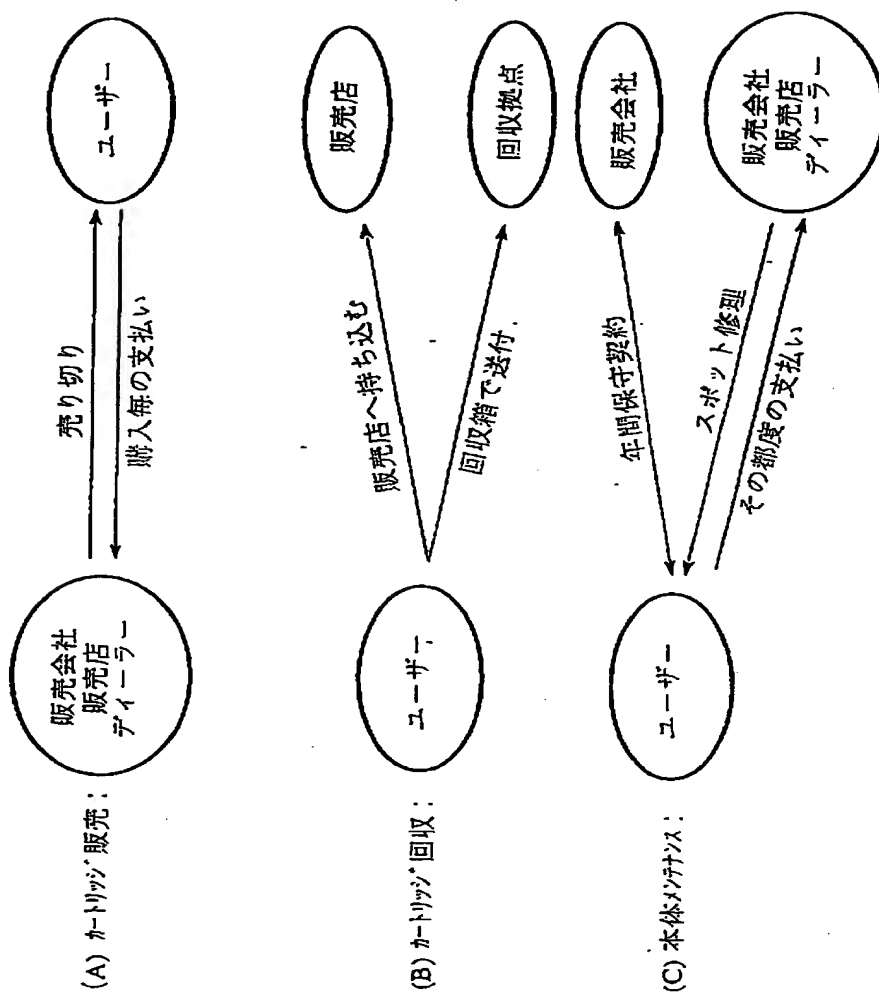 (A) カートリッジ販売：
販売会社
販売店
ディーラー
売り切り
購入毎の支払い
ユーザー
(B) カートリッジ回収：
ユーザー
販売店へ持ち込む
回収箱で送付
販売店
回収拠点
(C) 本体メンテナンス：
ユーザー
年間保守契約
スポット修理
その都度の支払い
販売会社
販売会社
販売店
ディーラー